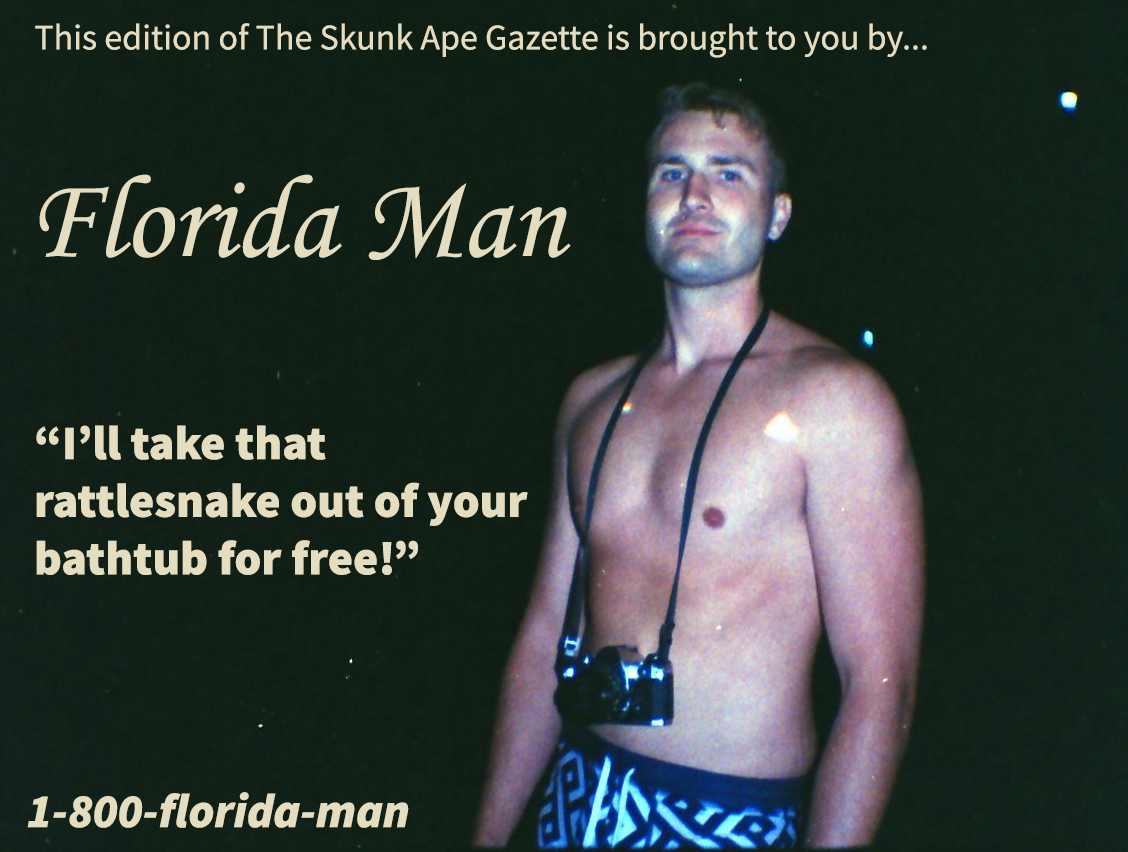 This edition of The Skunk Ape Gazette is brought to you by...
Florida Man
“I’ll take that
rattlesnake out of your
bathtub for free!”
1-800-florida-man